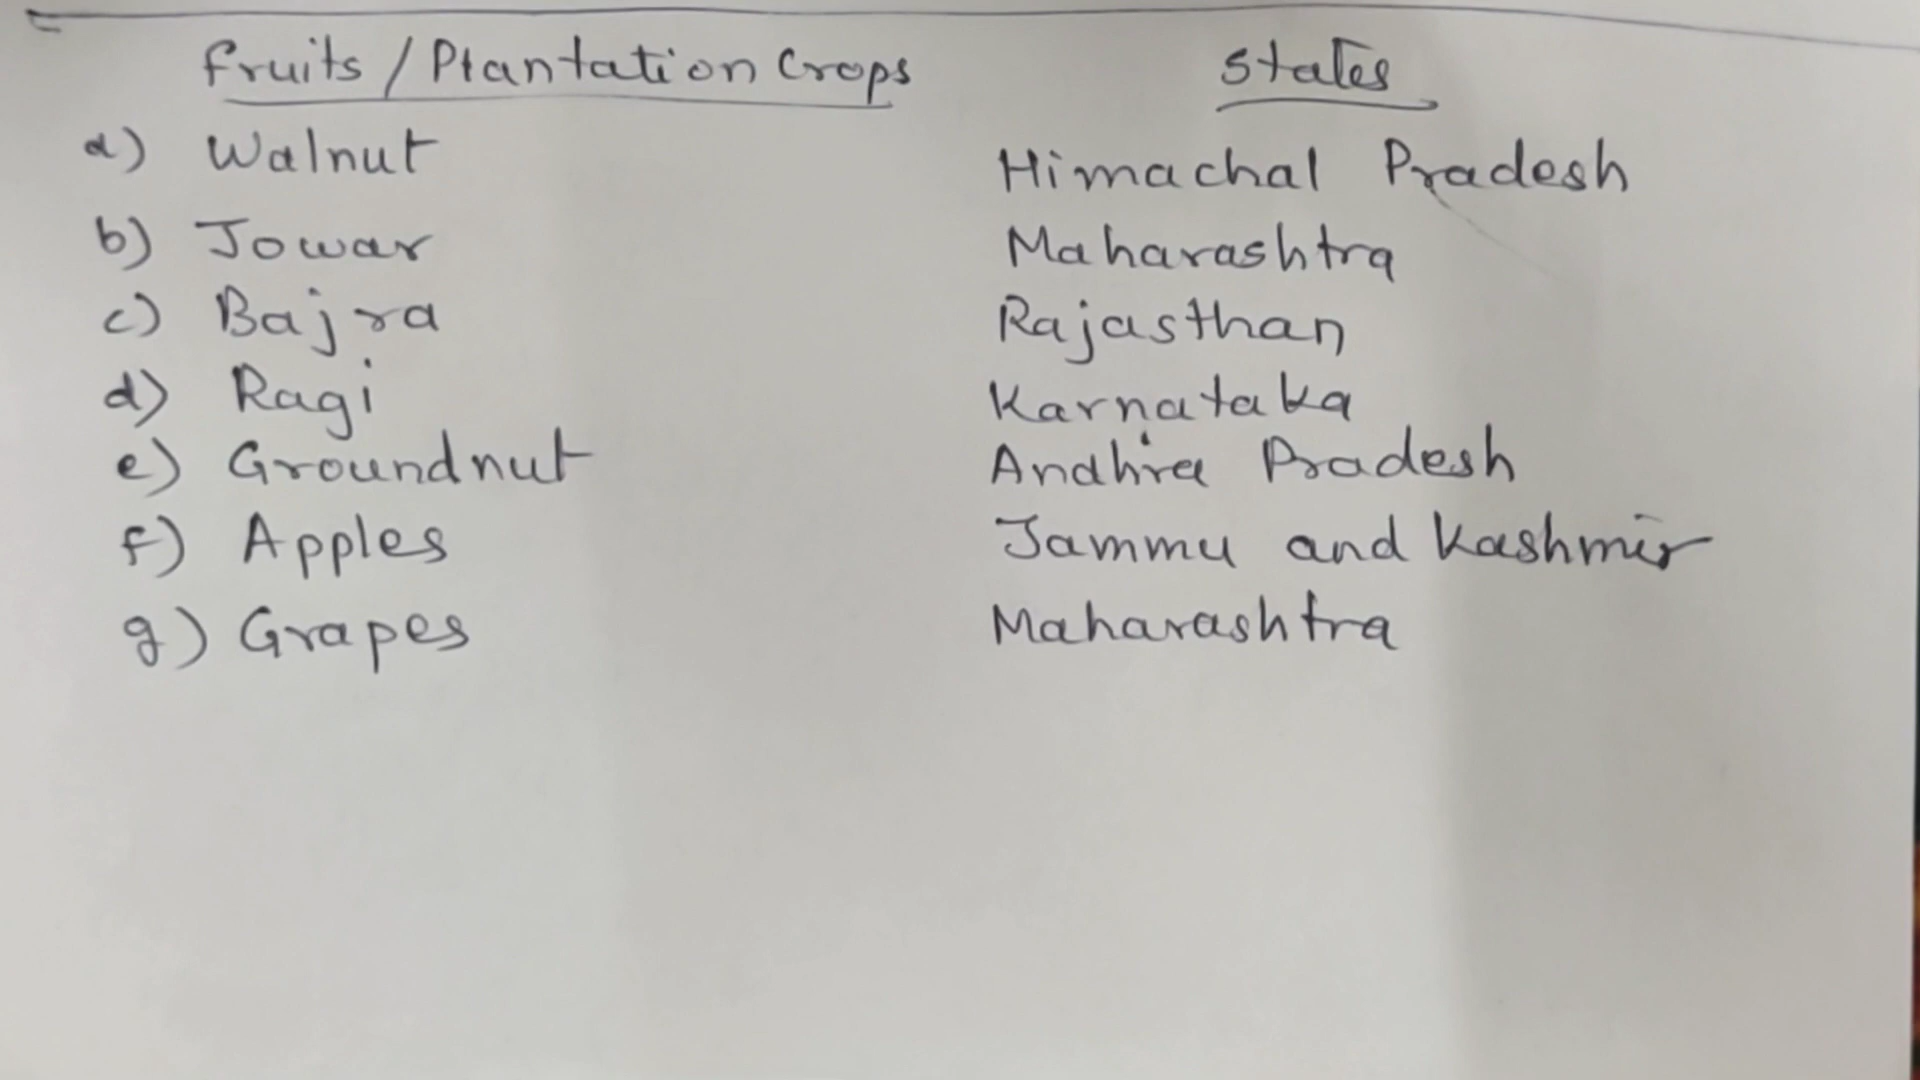 Fruits / Plantation Crops States
a) Walnut Himachal Pradesh
b) Jowar Maharashtra
c) Bajra Rajasthan
d) Ragi Karnataka
e) Groundnut Andhra Pradesh
f) Apples Jammu and Kashmir
g) Grapes Maharashtra